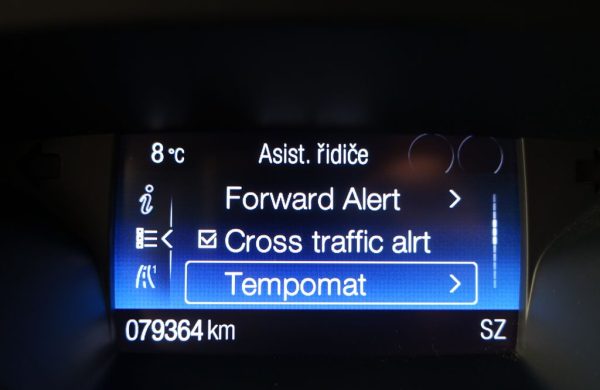 8 °C Asist. řidiče
Forward Alert
Cross traffic alrt
Tempomat
079364 km SZ